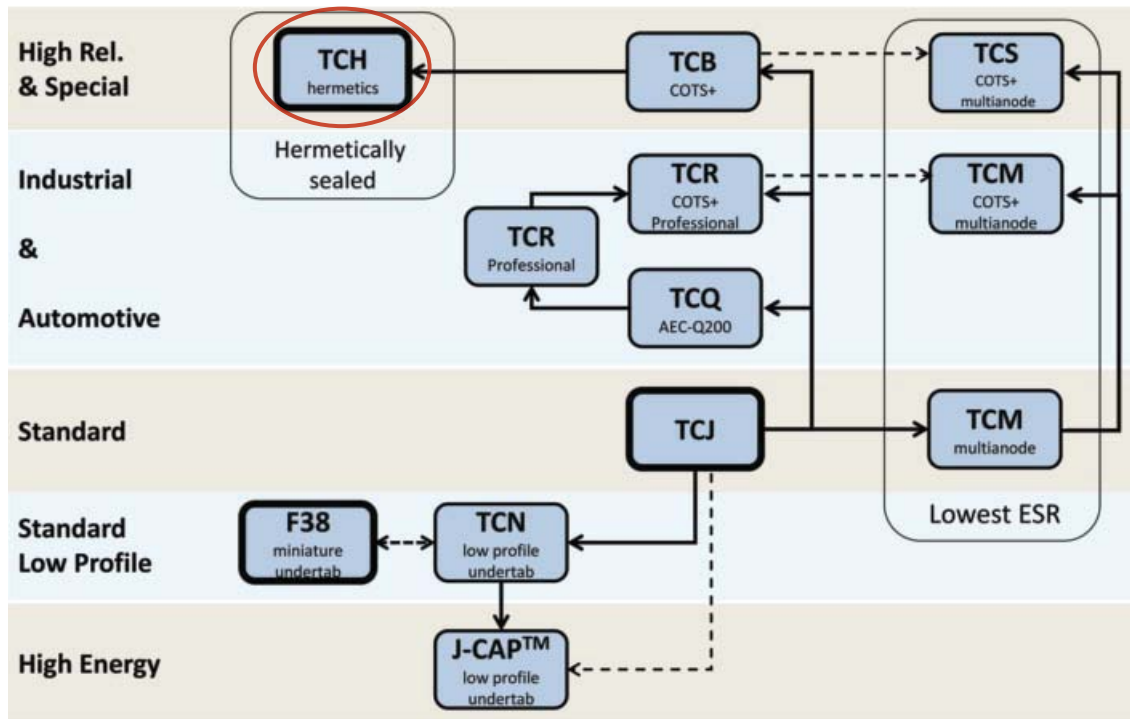 High Rel.
& Special
TCH
hermetics
Hermetically
sealed
TCB
COTS+
TCS
COTS+
multianode
Industrial
&
Automotive
TCR
COTS+
Professional
TCM
COTS+
multianode
TCR
Professional
TCQ
AEC-Q200
Standard
TCJ
TCM
multianode
Lowest ESR
Standard
Low Profile
F38
miniature
undertab
TCN
low profile
undertab
High Energy
J-CAP™
low profile
undertab